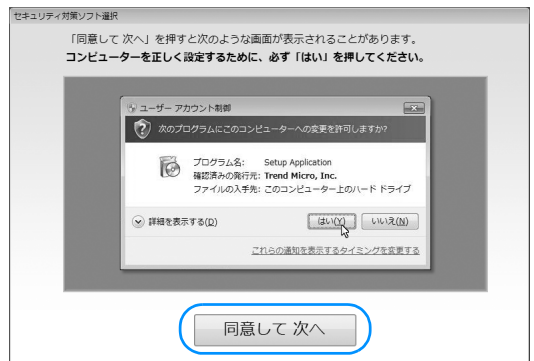 セキュリティ対策ソフト選択
「同意して 次へ」を押すと次のような画面が表示されることがあります。
コンピューターを正しく設定するために、必ず「はい」を押してください。
ユーザー アカウント制御
次のプログラムにこのコンピューターへの変更を許可しますか?
プログラム名: Setup Application
確認済みの発行元: Trend Micro, Inc.
ファイルの入手先: このコンピューター上のハード ドライブ
詳細を表示する(D) はい(Y) いいえ(N)
これらの通知を表示するタイミングを変更する
同意して 次へ